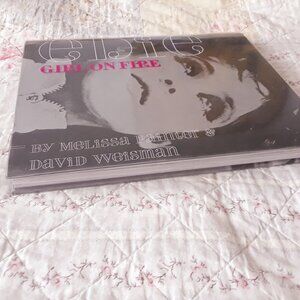 edie
GIRL ON FIRE
BY MeLissa Painter &
David Weisman